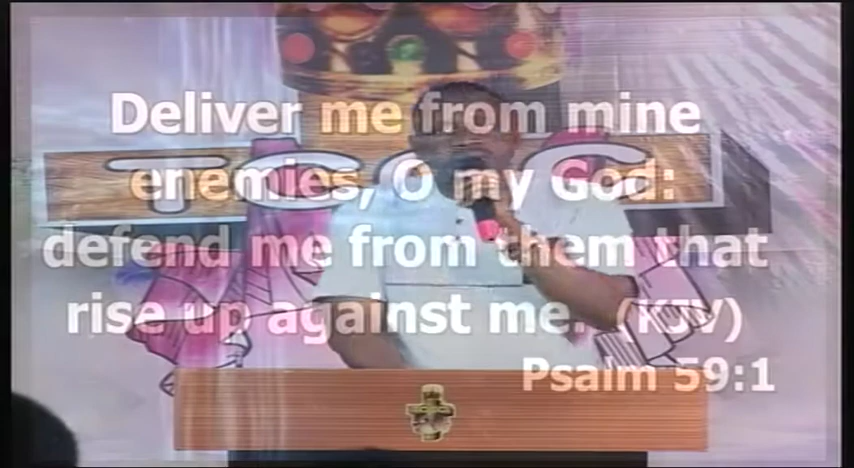 Deliver me from mine
enemies, O my God:
defend me from them that
rise up against me. (KJV)
Psalm 59:1